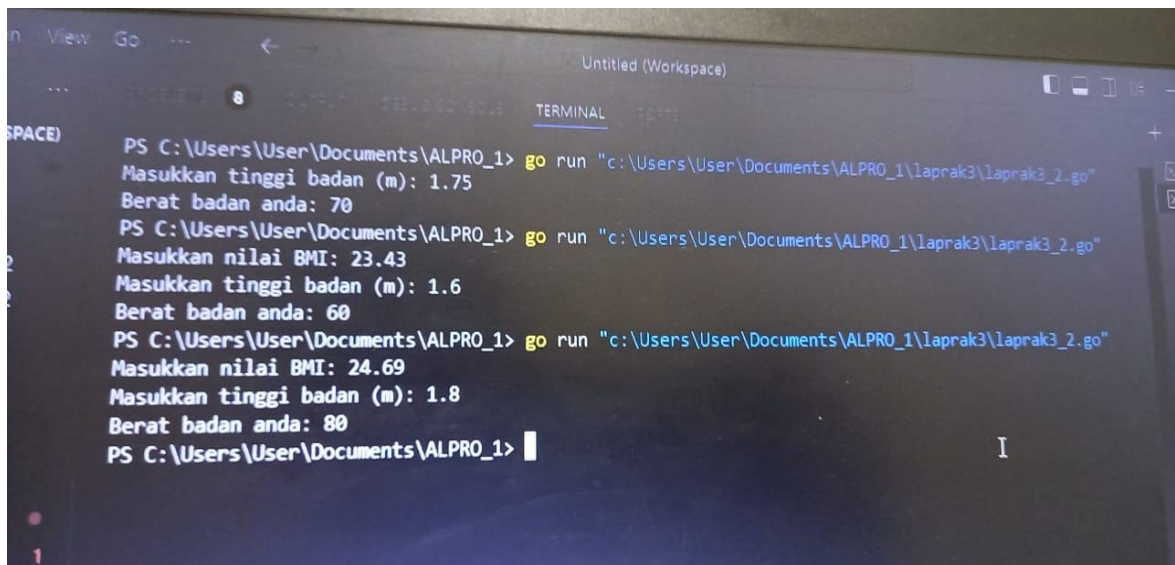 View Go ...
Untitled (Workspace)
8
TERMINAL
SPACE)
PS C:\Users\User\Documents\ALPRO_1> go run "c:\Users\User\Documents\ALPRO_1\laprak3\laprak3_2.go"
Masukkan tinggi badan (m): 1.75
Berat badan anda: 70
PS C:\Users\User\Documents\ALPRO_1> go run "c:\Users\User\Documents\ALPRO_1\laprak3\laprak3_2.go"
Masukkan nilai BMI: 23.43
Masukkan tinggi badan (m): 1.6
Berat badan anda: 60
PS C:\Users\User\Documents\ALPRO_1> go run "c:\Users\User\Documents\ALPRO_1\laprak3\laprak3_2.go"
Masukkan nilai BMI: 24.69
Masukkan tinggi badan (m): 1.8
Berat badan anda: 80
PS C:\Users\User\Documents\ALPRO_1>
1